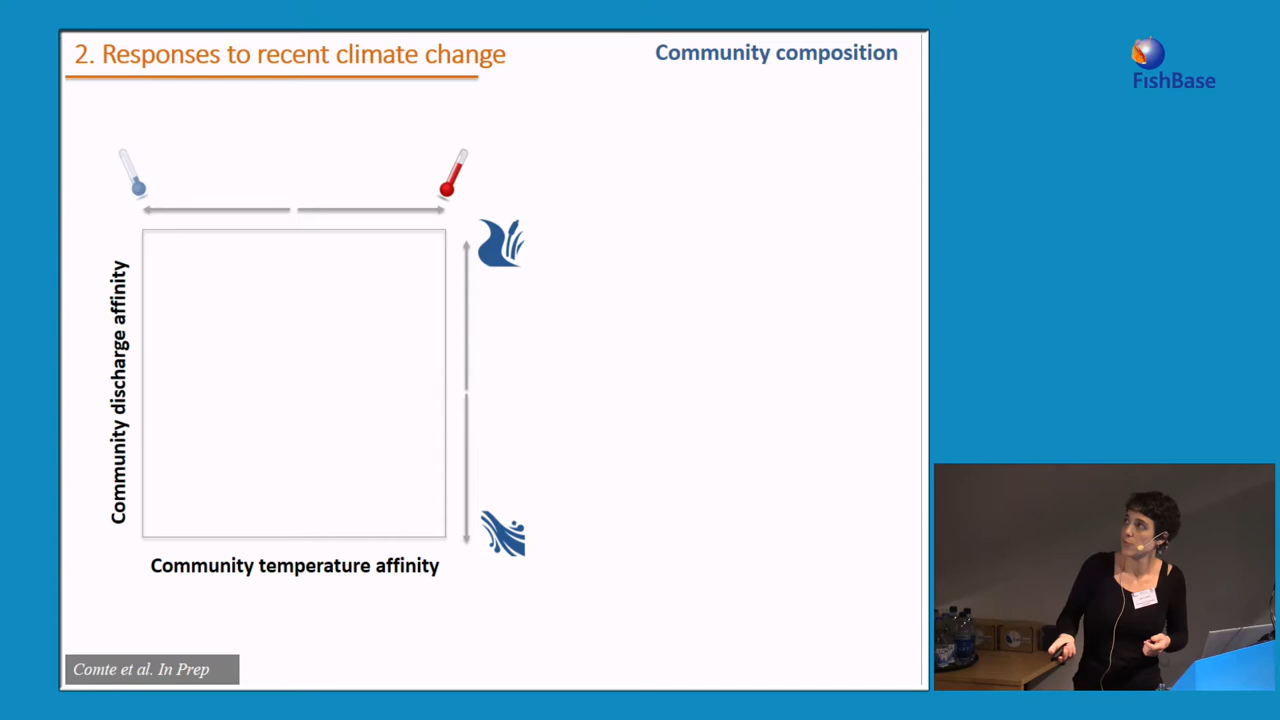 2. Responses to recent climate change
Community composition
FishBase
Community discharge affinity
Community temperature affinity
Comte et al. In Prep